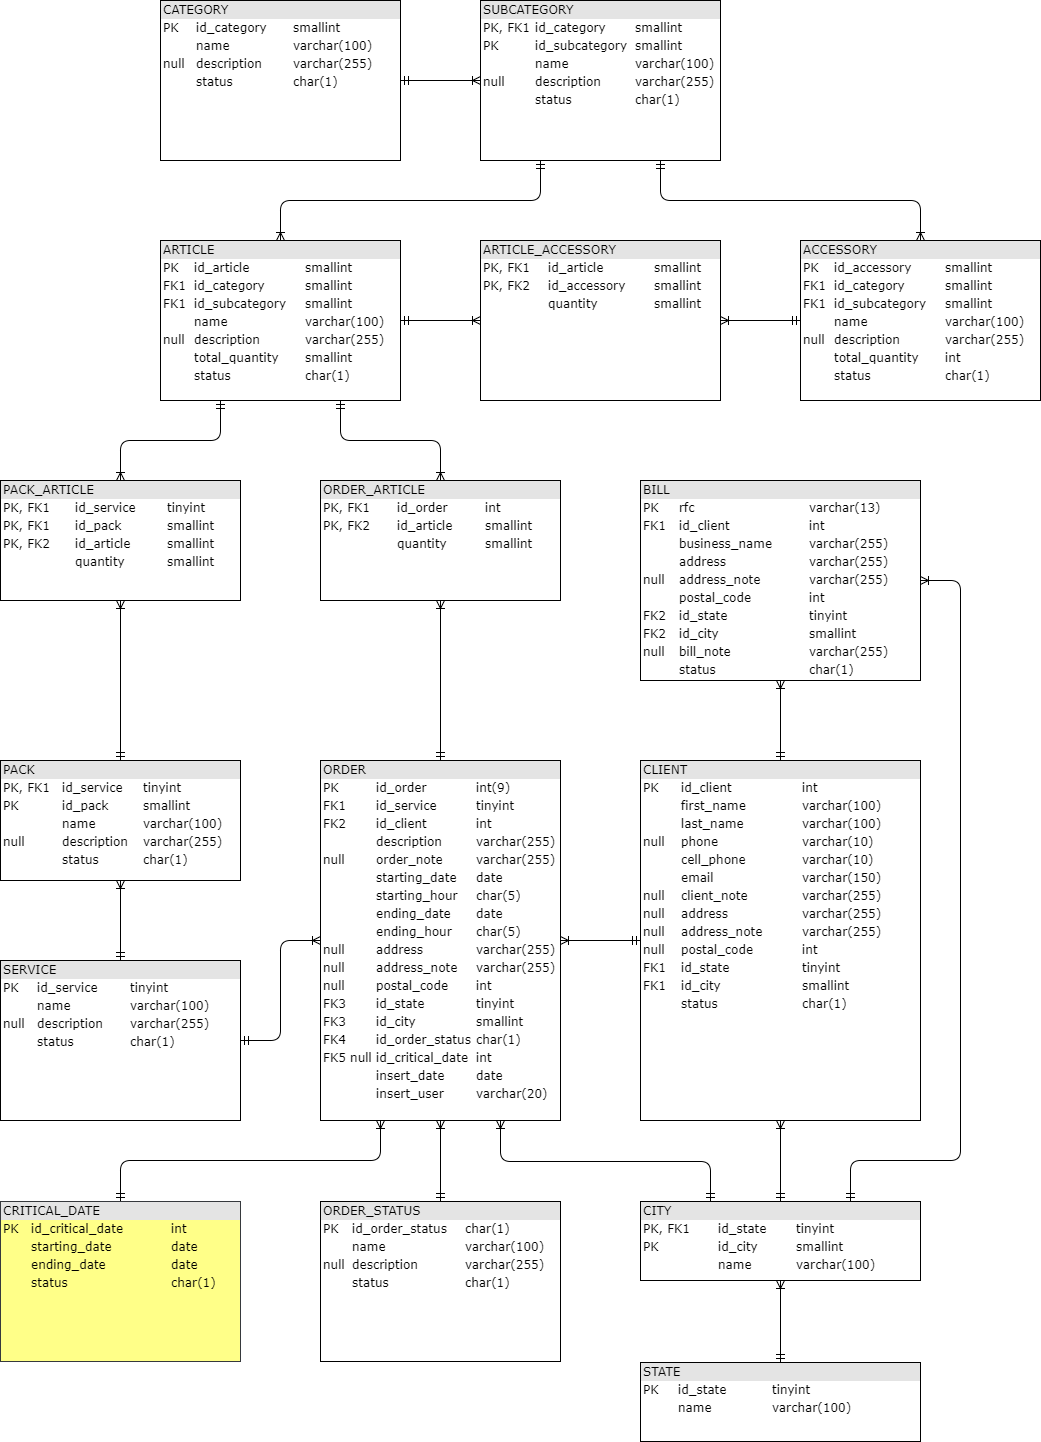 CATEGORY
PK id_category smallint
name varchar(100)
null description varchar(255)
status char(1)
SUBCATEGORY
PK, FK1 id_category smallint
PK id_subcategory smallint
name varchar(100)
null description varchar(255)
status char(1)
ARTICLE
PK id_article smallint
FK1 id_category smallint
FK1 id_subcategory smallint
name varchar(100)
null description varchar(255)
total_quantity smallint
status char(1)
ARTICLE_ACCESSORY
PK, FK1 id_article smallint
PK, FK2 id_accessory smallint
quantity smallint
ACCESSORY
PK id_accessory smallint
FK1 id_category smallint
FK1 id_subcategory smallint
name varchar(100)
null description varchar(255)
total_quantity int
status char(1)
PACK_ARTICLE
PK, FK1 id_service tinyint
PK, FK1 id_pack smallint
PK, FK2 id_article smallint
quantity smallint
ORDER_ARTICLE
PK, FK1 id_order int
PK, FK2 id_article smallint
quantity smallint
BILL
PK rfc varchar(13)
FK1 id_client int
business_name varchar(255)
address varchar(255)
null address_note varchar(255)
postal_code int
FK2 id_state tinyint
FK2 id_city smallint
null bill_note varchar(255)
status char(1)
PACK
PK, FK1 id_service tinyint
PK id_pack smallint
name varchar(100)
null description varchar(255)
status char(1)
ORDER
PK id_order int(9)
FK1 id_service tinyint
FK2 id_client int
description varchar(255)
null order_note varchar(255)
starting_date date
starting_hour char(5)
ending_date date
ending_hour char(5)
null address varchar(255)
null address_note varchar(255)
null postal_code int
FK3 id_state tinyint
FK3 id_city smallint
FK4 id_order_status char(1)
FK5 null id_critical_date int
insert_date date
insert_user varchar(20)
CLIENT
PK id_client int
first_name varchar(100)
last_name varchar(100)
null phone varchar(10)
cell_phone varchar(10)
email varchar(150)
null client_note varchar(255)
null address varchar(255)
null address_note varchar(255)
null postal_code int
FK1 id_state tinyint
FK1 id_city smallint
status char(1)
SERVICE
PK id_service tinyint
name varchar(100)
null description varchar(255)
status char(1)
CRITICAL_DATE
PK id_critical_date int
starting_date date
ending_date date
status char(1)
ORDER_STATUS
PK id_order_status char(1)
name varchar(100)
null description varchar(255)
status char(1)
CITY
PK, FK1 id_state tinyint
PK id_city smallint
name varchar(100)
STATE
PK id_state tinyint
name varchar(100)